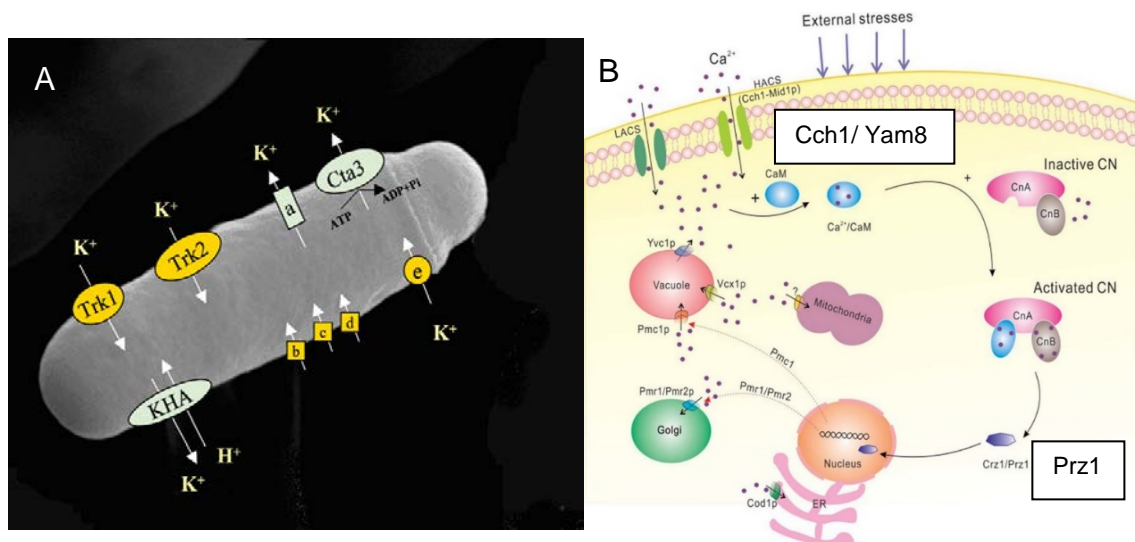 A
K⁺
Cta3
ADP+Pi
ATP
K⁺
a
K⁺
Trk2
K⁺
Trk1
e
K⁺
d
c
b
KHA
H⁺
K⁺
B
External stresses
Ca²⁺
HACS
(Cch1-Mid1p)
LACS
Cch1/ Yam8
CaM
+
Ca²⁺/CaM
+
Inactive CN
CnA
CnB
Yvc1p
Vacuole
Vcx1p
Pmc1p
?
Mitochondria
Activated CN
CnA
CnB
Pmc1
Pmr1/Pmr2
Pmr1/Pmr2p
Golgi
Nucleus
Crz1/Prz1
Prz1
Cod1p
ER